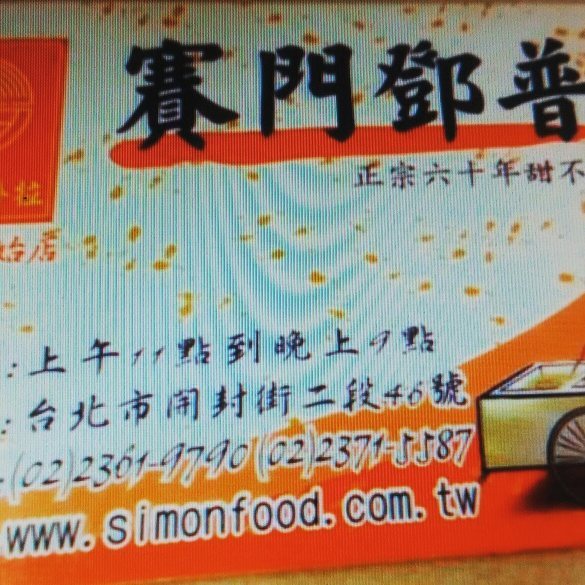 賽門鄧普
正宗六十年甜不
始店
:上午11點到晚上9點
:台北市開封街二段46號
(02)2361-9790 (02)2371-5587
www.simonfood.com.tw